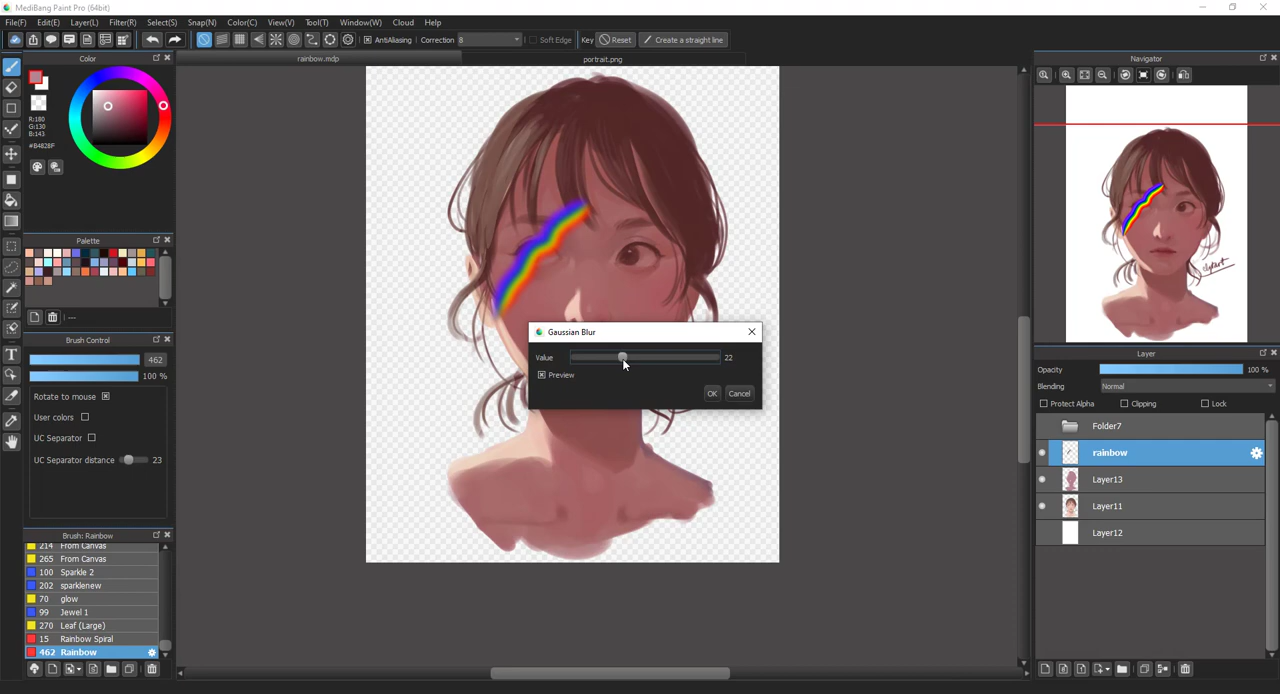 MediBang Paint Pro (64bit)
File(F) Edit(E) Layer(L) Filter(R) Select(S) Snap(N) Color(C) View(V) Tool(T) Window(W) Cloud Help
AntiAliasing Correction 8 Soft Edge Key Reset Create a straight line
Color
rainbow.mdp
portrait.png
Navigator
R:180
G:130
B:143
#B4828F
Palette
---
Brush Control
462
100 %
Rotate to mouse
User colors
UC Separator
UC Separator distance 23
Brush: Rainbow
214 From Canvas
265 From Canvas
100 Sparkle 2
202 sparklenew
70 glow
99 Jewel 1
270 Leaf (Large)
15 Rainbow Spiral
462 Rainbow
Gaussian Blur
Value 22
Preview
OK Cancel
Layer
Opacity 100 %
Blending Normal
Protect Alpha Clipping Lock
Folder7
rainbow
Layer13
Layer11
Layer12